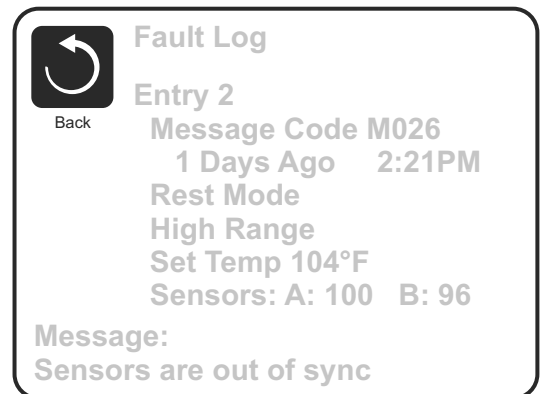 Fault Log
Back
Entry 2
Message Code M026
1 Days Ago 2:21PM
Rest Mode
High Range
Set Temp 104°F
Sensors: A: 100 B: 96
Message:
Sensors are out of sync